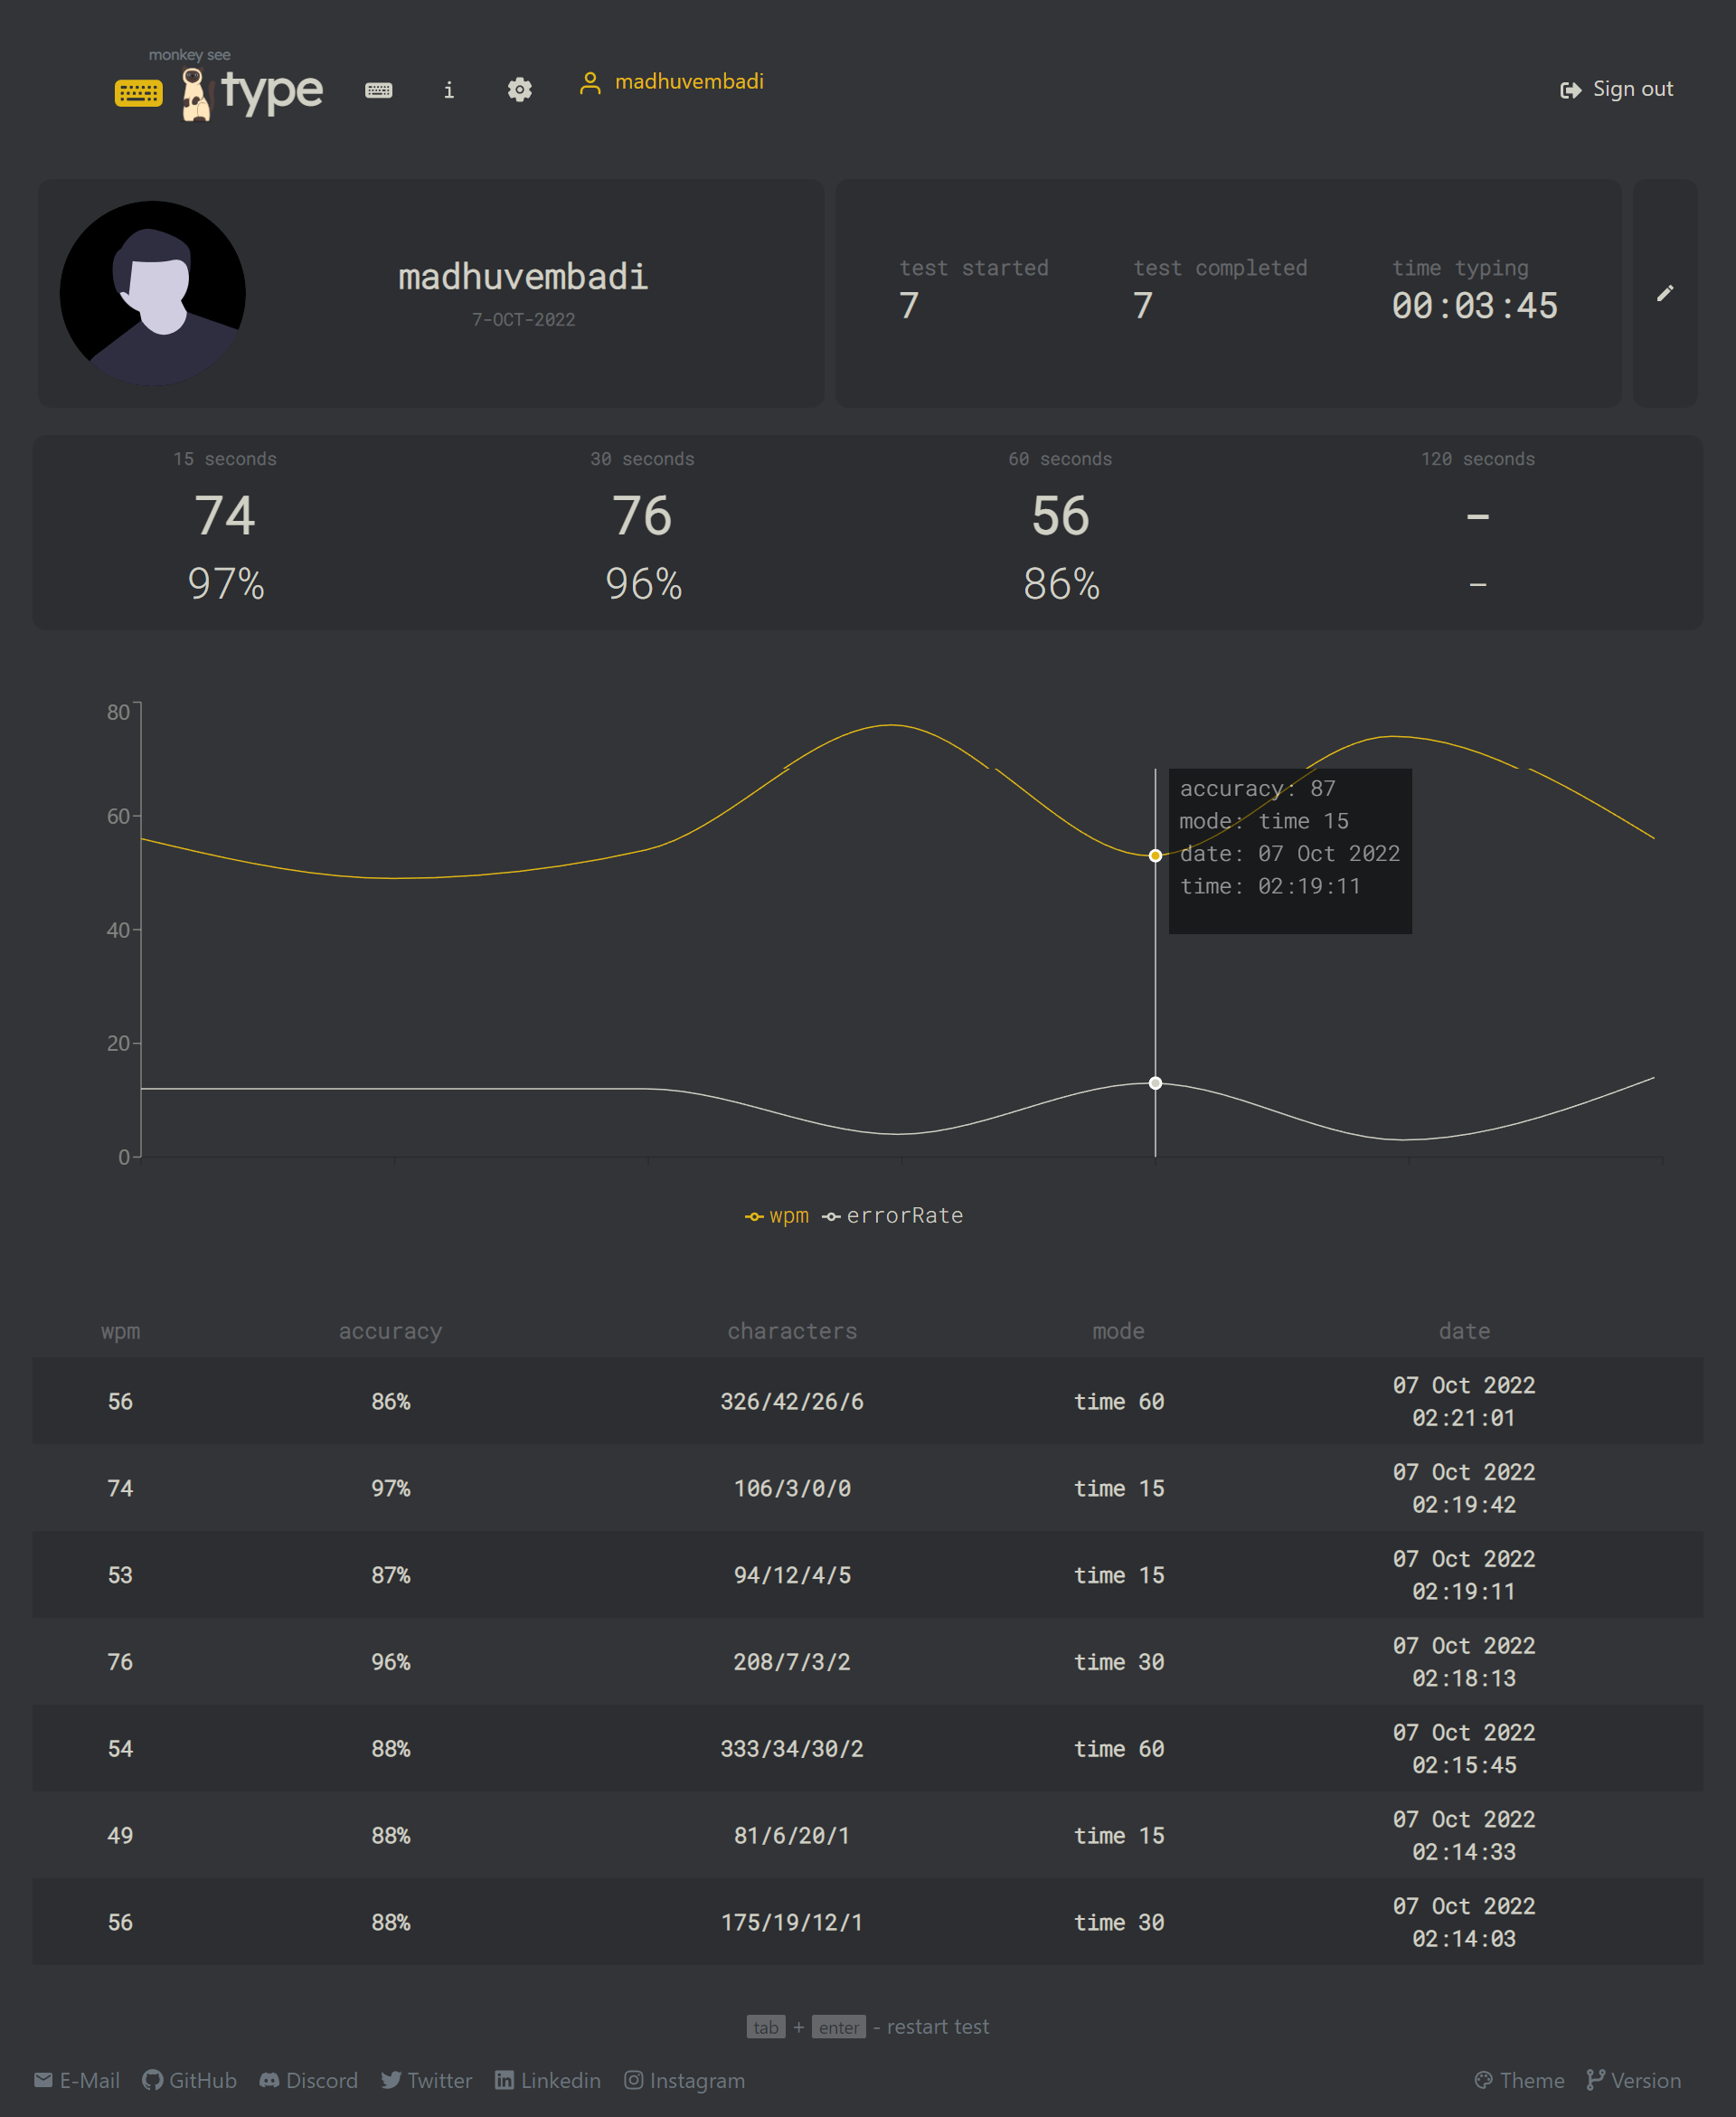 monkey see
type
i
madhuvembadi
Sign out
madhuvembadi
7-OCT-2022
test started
7
test completed
7
time typing
00:03:45
15 seconds
74
97%
30 seconds
76
96%
60 seconds
56
86%
120 seconds
-
-
80
60
40
20
0
accuracy: 87
mode: time 15
date: 07 Oct 2022
time: 02:19:11
wpm errorRate
wpm accuracy characters mode date
56 86% 326/42/26/6 time 60 07 Oct 2022
02:21:01
74 97% 106/3/0/0 time 15 07 Oct 2022
02:19:42
53 87% 94/12/4/5 time 15 07 Oct 2022
02:19:11
76 96% 208/7/3/2 time 30 07 Oct 2022
02:18:13
54 88% 333/34/30/2 time 60 07 Oct 2022
02:15:45
49 88% 81/6/20/1 time 15 07 Oct 2022
02:14:33
56 88% 175/19/12/1 time 30 07 Oct 2022
02:14:03
tab + enter - restart test
E-Mail GitHub Discord Twitter Linkedin Instagram Theme Version